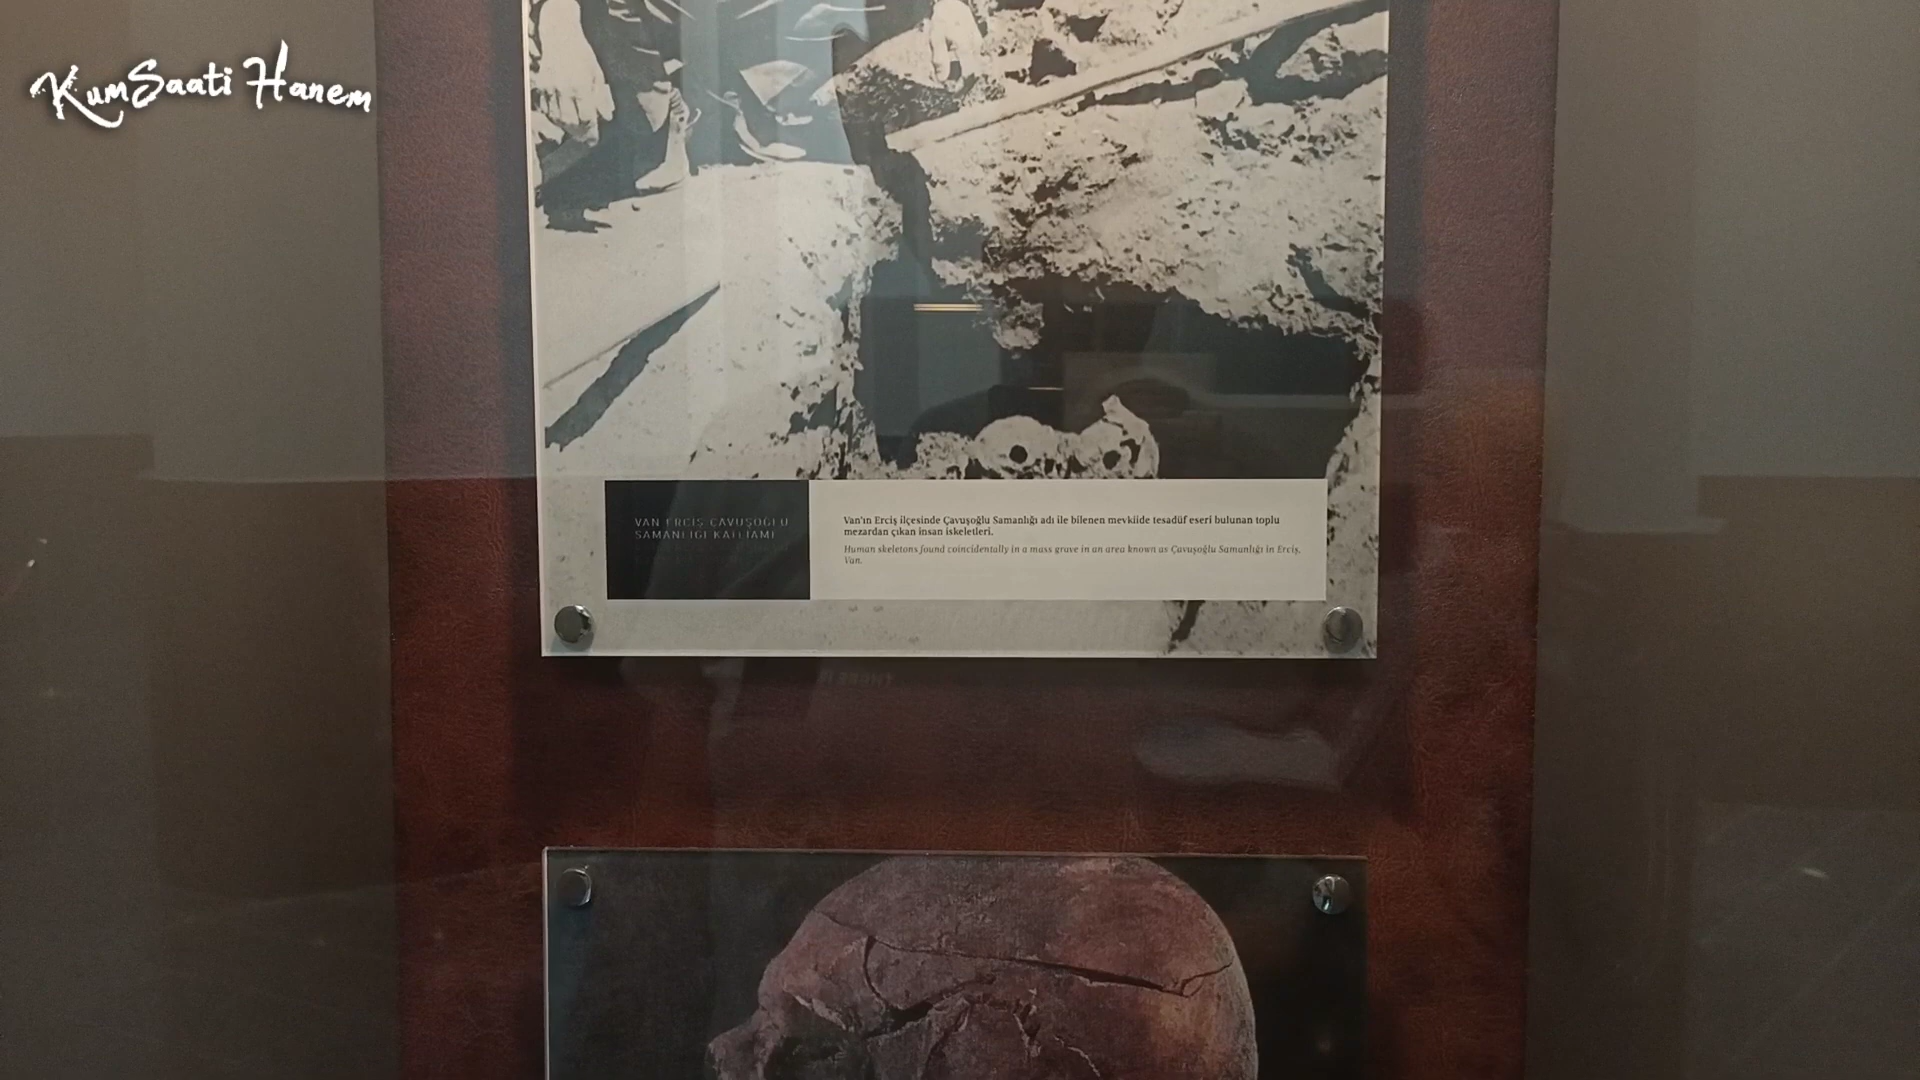 KumSaati Hanem
VAN ERCİŞ ÇAVUŞOĞLU
SAMANLIĞI KATLİAMI
Van'ın Erciş ilçesinde Çavuşoğlu Samanlığı adı ile bilenen mevkiide tesadüf eseri bulunan toplu
mezardan çıkan insan iskeletleri.
Human skeletons found coincidentally in a mass grave in an area known as Çavuşoğlu Samanlığı in Erciş,
Van.